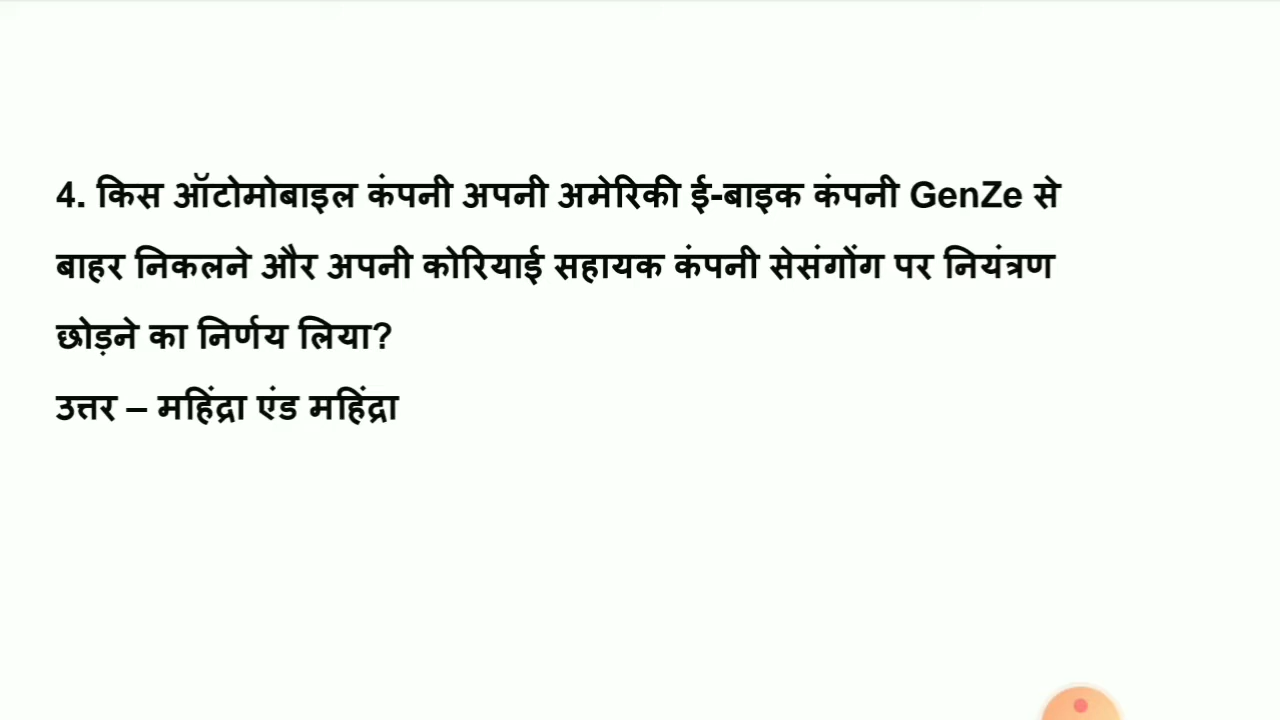 4. किस ऑटोमोबाइल कंपनी अपनी अमेरिकी ई-बाइक कंपनी GenZe से
बाहर निकलने और अपनी कोरियाई सहायक कंपनी सेसंगोंग पर नियंत्रण
छोड़ने का निर्णय लिया?
उत्तर – महिंद्रा एंड महिंद्रा